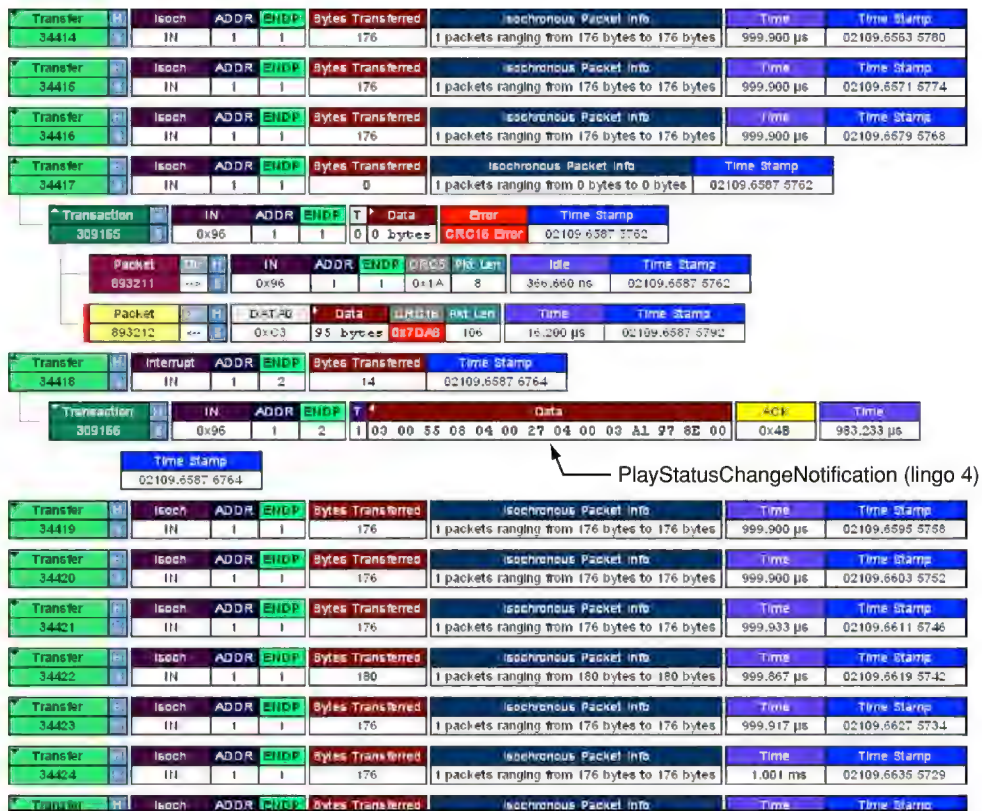 Transfer Isoch ADDR ENDP Bytes Transferred Isochronous Packet Info Time Time Stamp
34414 IN 1 1 176 1 packets ranging from 176 bytes to 176 bytes 999.900 µs 02109.6563 5780
Transfer Isoch ADDR ENDP Bytes Transferred Isochronous Packet Info Time Time Stamp
34415 IN 1 1 176 1 packets ranging from 176 bytes to 176 bytes 999.900 µs 02109.6571 5774
Transfer Isoch ADDR ENDP Bytes Transferred Isochronous Packet Info Time Time Stamp
34416 IN 1 1 176 1 packets ranging from 176 bytes to 176 bytes 999.900 µs 02109.6579 5768
Transfer Isoch ADDR ENDP Bytes Transferred Isochronous Packet Info Time Stamp
34417 IN 1 1 0 1 packets ranging from 0 bytes to 0 bytes 02109.6587 5762
Transaction IN ADDR ENDP T Data Error Time Stamp
309165 0x96 1 1 0 0 bytes CRC16 Error 02109.6587 5762
Packet Dir H IN ADDR ENDP CRC5 Pkt Len Idle Time Stamp
893211 --> S 0x96 1 1 0x1A 8 366.660 ns 02109.6587 5762
Packet H DATA0 Data CRC16 Pkt Len Time Time Stamp
893212 <-- S 0xC3 95 bytes 0x7DA8 106 16.200 µs 02109.6587 5792
Transfer Interrupt ADDR ENDP Bytes Transferred Time Stamp
34418 IN 1 2 14 02109.6587 6764
Transaction IN ADDR ENDP T Data ACK Time
309166 0x96 1 2 1 03 00 55 08 04 00 27 04 00 03 A1 97 8E 00 0x4B 983.233 µs
Time Stamp
02109.6587 6764
PlayStatusChangeNotification (lingo 4)
Transfer Isoch ADDR ENDP Bytes Transferred Isochronous Packet Info Time Time Stamp
34419 IN 1 1 176 1 packets ranging from 176 bytes to 176 bytes 999.900 µs 02109.6595 5758
Transfer Isoch ADDR ENDP Bytes Transferred Isochronous Packet Info Time Time Stamp
34420 IN 1 1 176 1 packets ranging from 176 bytes to 176 bytes 999.900 µs 02109.6603 5752
Transfer Isoch ADDR ENDP Bytes Transferred Isochronous Packet Info Time Time Stamp
34421 IN 1 1 176 1 packets ranging from 176 bytes to 176 bytes 999.933 µs 02109.6611 5746
Transfer Isoch ADDR ENDP Bytes Transferred Isochronous Packet Info Time Time Stamp
34422 IN 1 1 180 1 packets ranging from 180 bytes to 180 bytes 999.867 µs 02109.6619 5742
Transfer Isoch ADDR ENDP Bytes Transferred Isochronous Packet Info Time Time Stamp
34423 IN 1 1 176 1 packets ranging from 176 bytes to 176 bytes 999.917 µs 02109.6627 5734
Transfer Isoch ADDR ENDP Bytes Transferred Isochronous Packet Info Time Time Stamp
34424 IN 1 1 176 1 packets ranging from 176 bytes to 176 bytes 1.001 ms 02109.6635 5729
Transfer Isoch ADDR ENDP Bytes Transferred Isochronous Packet Info Time Time Stamp